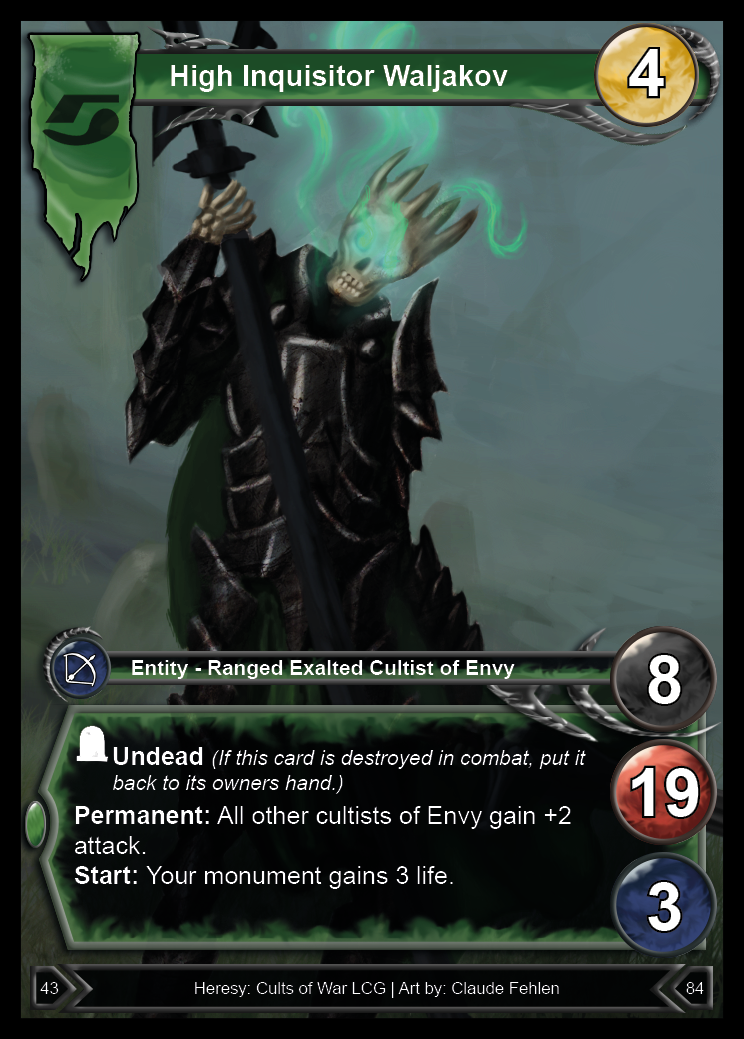 High Inquisitor Waljakov
4
Entity - Ranged Exalted Cultist of Envy
8
Undead (If this card is destroyed in combat, put it
back to its owners hand.)
Permanent: All other cultists of Envy gain +2
attack.
Start: Your monument gains 3 life.
19
3
43
Heresy: Cults of War LCG | Art by: Claude Fehlen
84